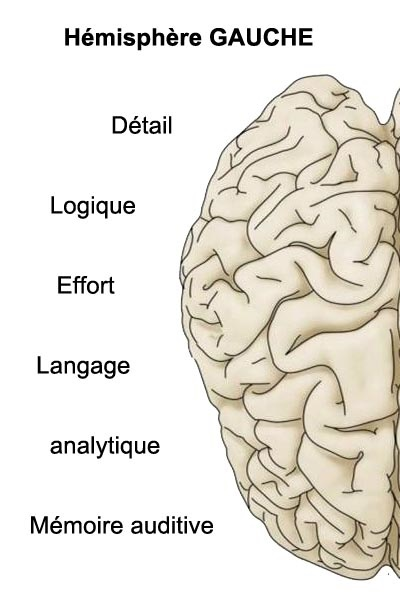 Hémisphère GAUCHE
Détail
Logique
Effort
Langage
analytique
Mémoire auditive